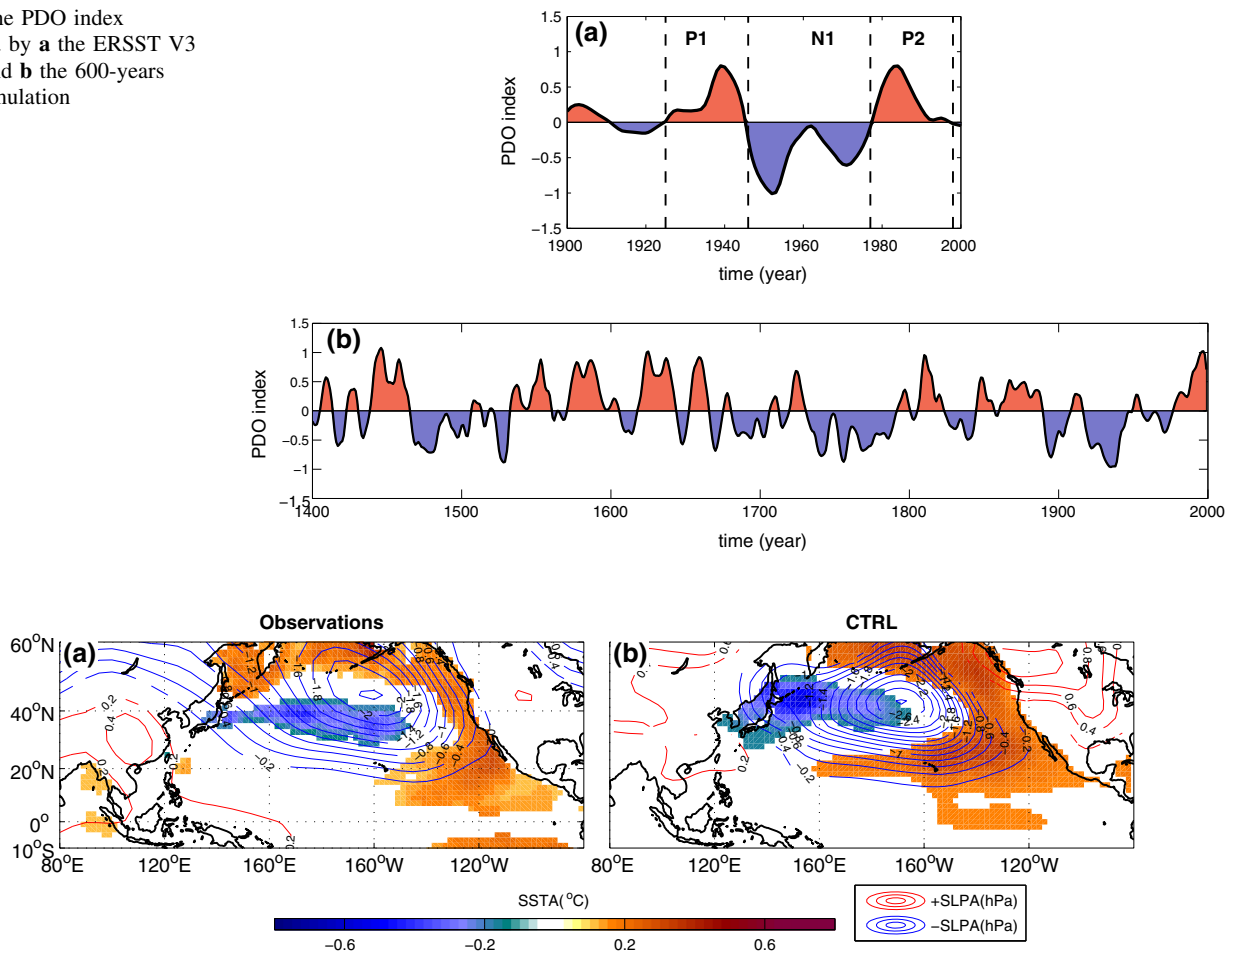 he PDO index
by a the ERSST V3
d b the 600-years
mulation
(a)
P1
N1
P2
1.5
1
0.5
0
−0.5
−1
−1.5
PDO index
1900
1920
1940
1960
1980
2000
time (year)
(b)
1.5
1
0.5
0
−0.5
−1
−1.5
PDO index
1400
1500
1600
1700
1800
1900
2000
time (year)
Observations
CTRL
(a)
(b)
60°N
40°N
20°N
0°
10°S
80°E
120°E
160°E
160°W
120°W
80°E
120°E
160°E
160°W
120°W
SSTA(°C)
−0.6
−0.2
0.2
0.6
+SLPA(hPa)
−SLPA(hPa)